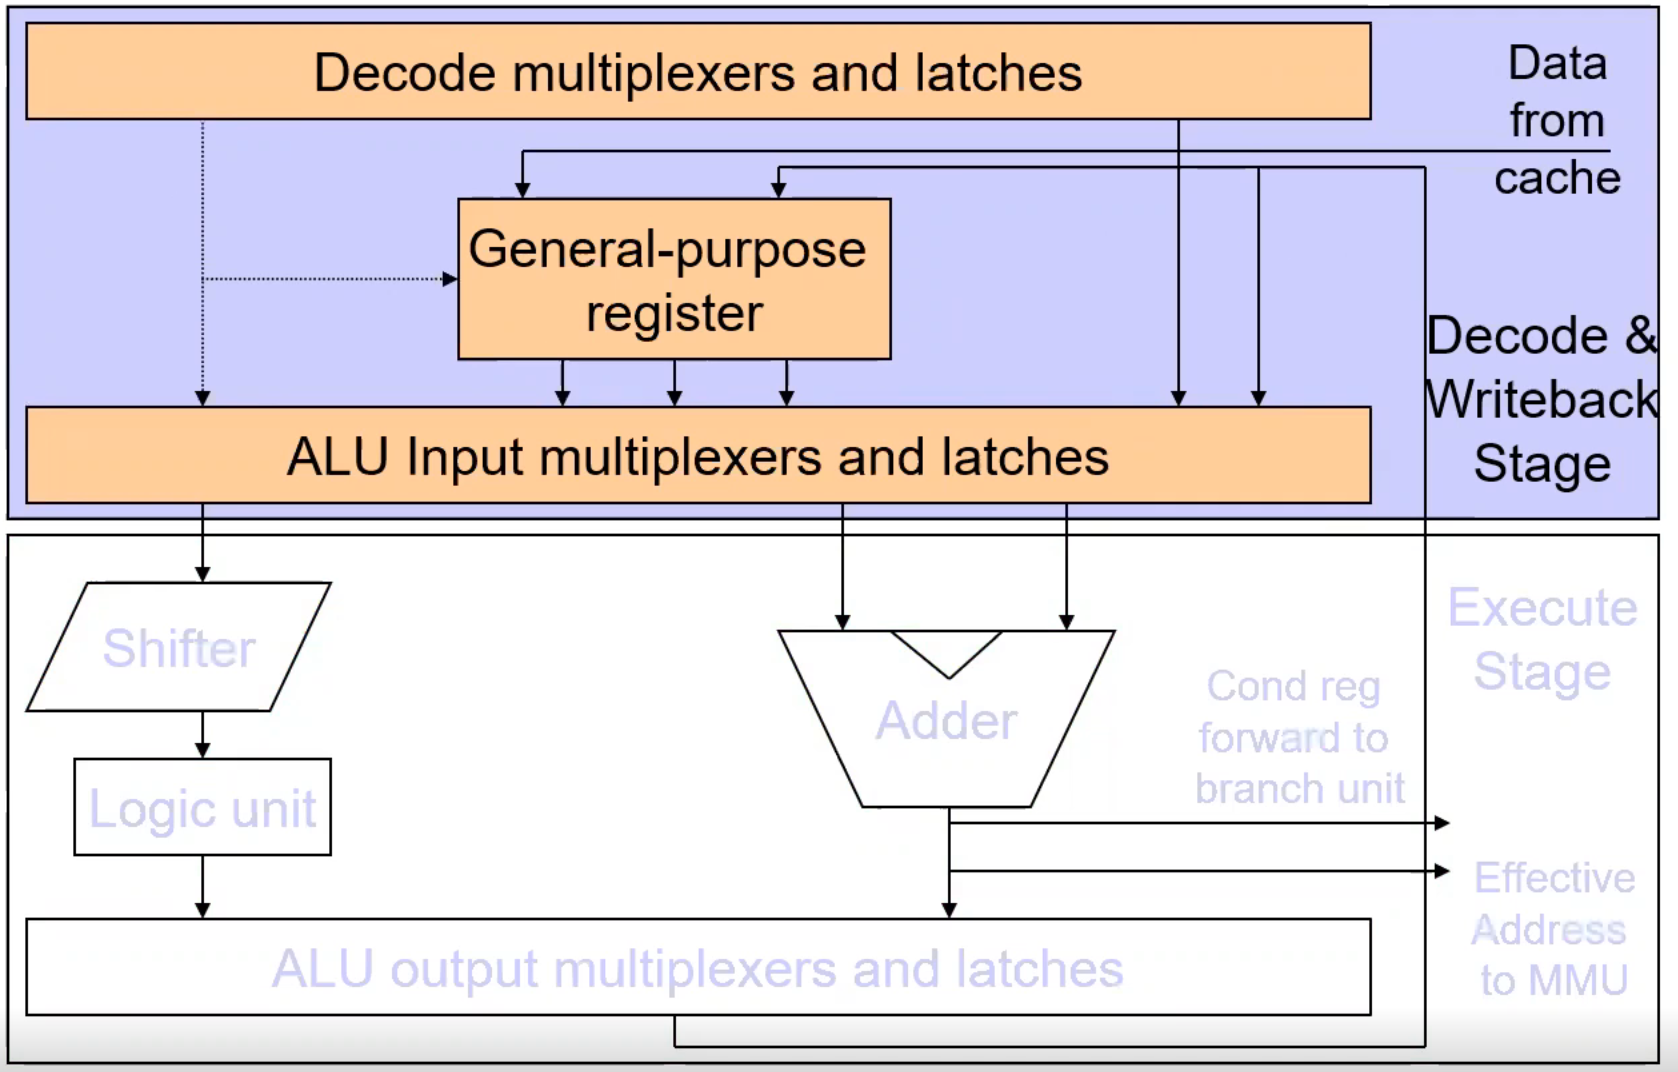 Decode multiplexers and latches
Data
from
cache
General-purpose
register
Decode &
Writeback
Stage
ALU Input multiplexers and latches
Shifter
Logic unit
Adder
Cond reg
forward to
branch unit
Execute
Stage
Effective
Address
to MMU
ALU output multiplexers and latches